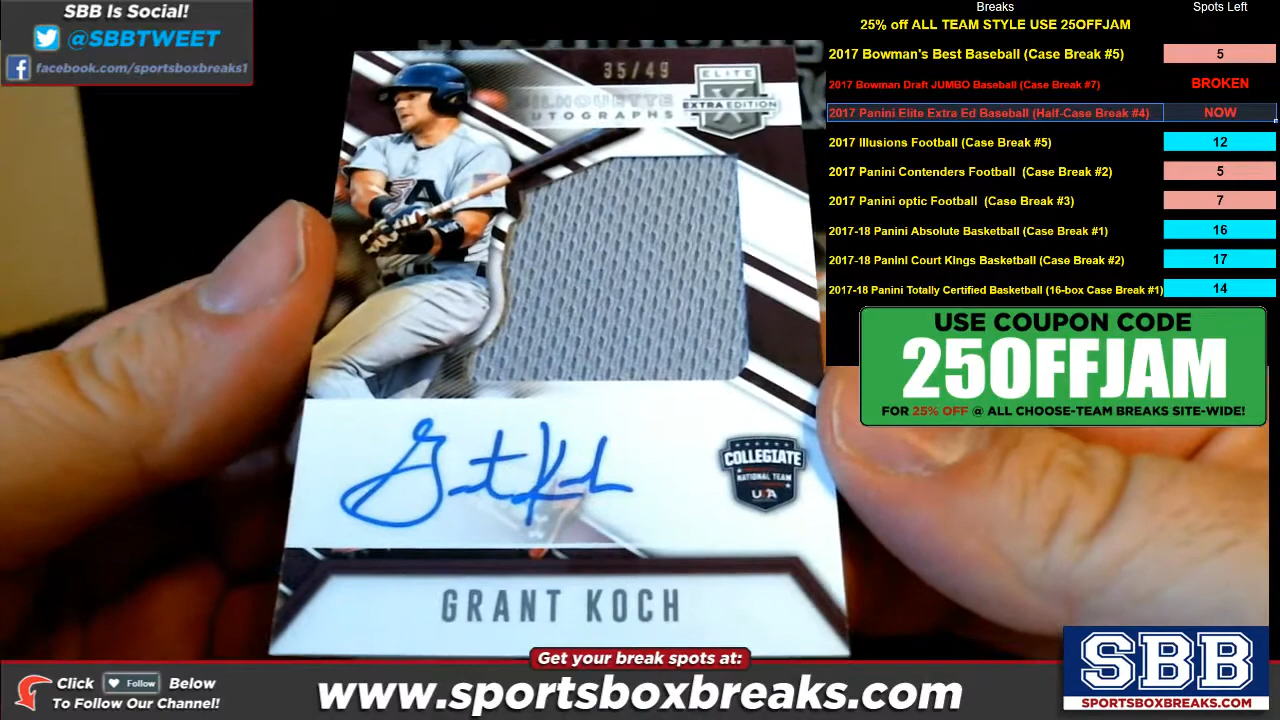 SBB Is Social!
@SBBTWEET
facebook.com/sportsboxbreaks1
Breaks Spots Left
25% off ALL TEAM STYLE USE 25OFFJAM
2017 Bowman's Best Baseball (Case Break #5) 5
2017 Bowman Draft JUMBO Baseball (Case Break #7) BROKEN
2017 Panini Elite Extra Ed Baseball (Half-Case Break #4) NOW
2017 Illusions Football (Case Break #5) 12
2017 Panini Contenders Football (Case Break #2) 5
2017 Panini optic Football (Case Break #3) 7
2017-18 Panini Absolute Basketball (Case Break #1) 16
2017-18 Panini Court Kings Basketball (Case Break #2) 17
2017-18 Panini Totally Certified Basketball (16-box Case Break #1) 14
USE COUPON CODE
25OFFJAM
FOR 25% OFF @ ALL CHOOSE-TEAM BREAKS SITE-WIDE!
35/49
ELITE
EXTRA EDITION
AUTOGRAPHS
COLLEGIATE
NATIONAL TEAM
USA
Grant Koch
GRANT KOCH
Get your break spots at:
www.sportsboxbreaks.com
Click Follow Below
To Follow Our Channel!
SBB
SPORTSBOXBREAKS.COM